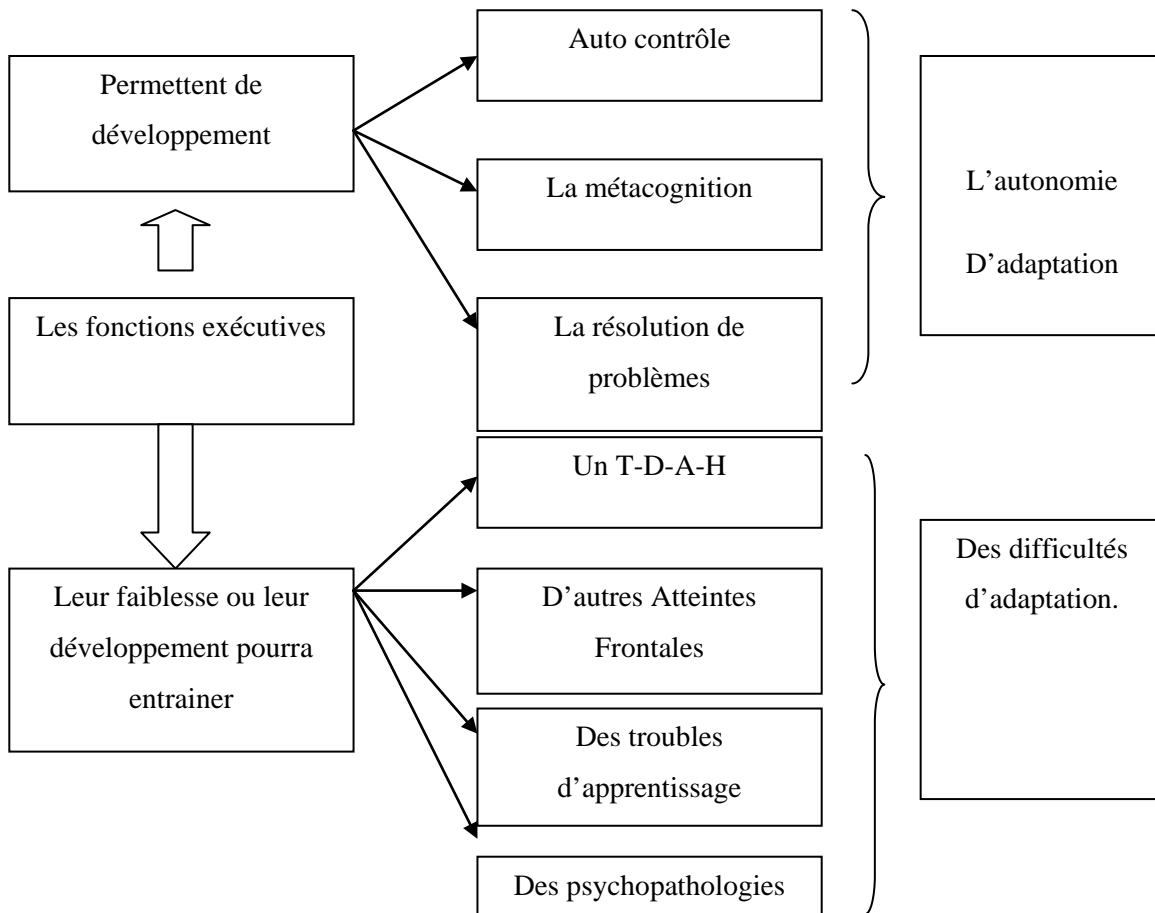 Auto contrôle
Permettent de
développement
La métacognition
L’autonomie
D’adaptation
Les fonctions exécutives
La résolution de
problèmes
Un T-D-A-H
Des difficultés
d’adaptation.
Leur faiblesse ou leur
développement pourra
entrainer
D’autres Atteintes
Frontales
Des troubles
d’apprentissage
Des psychopathologies